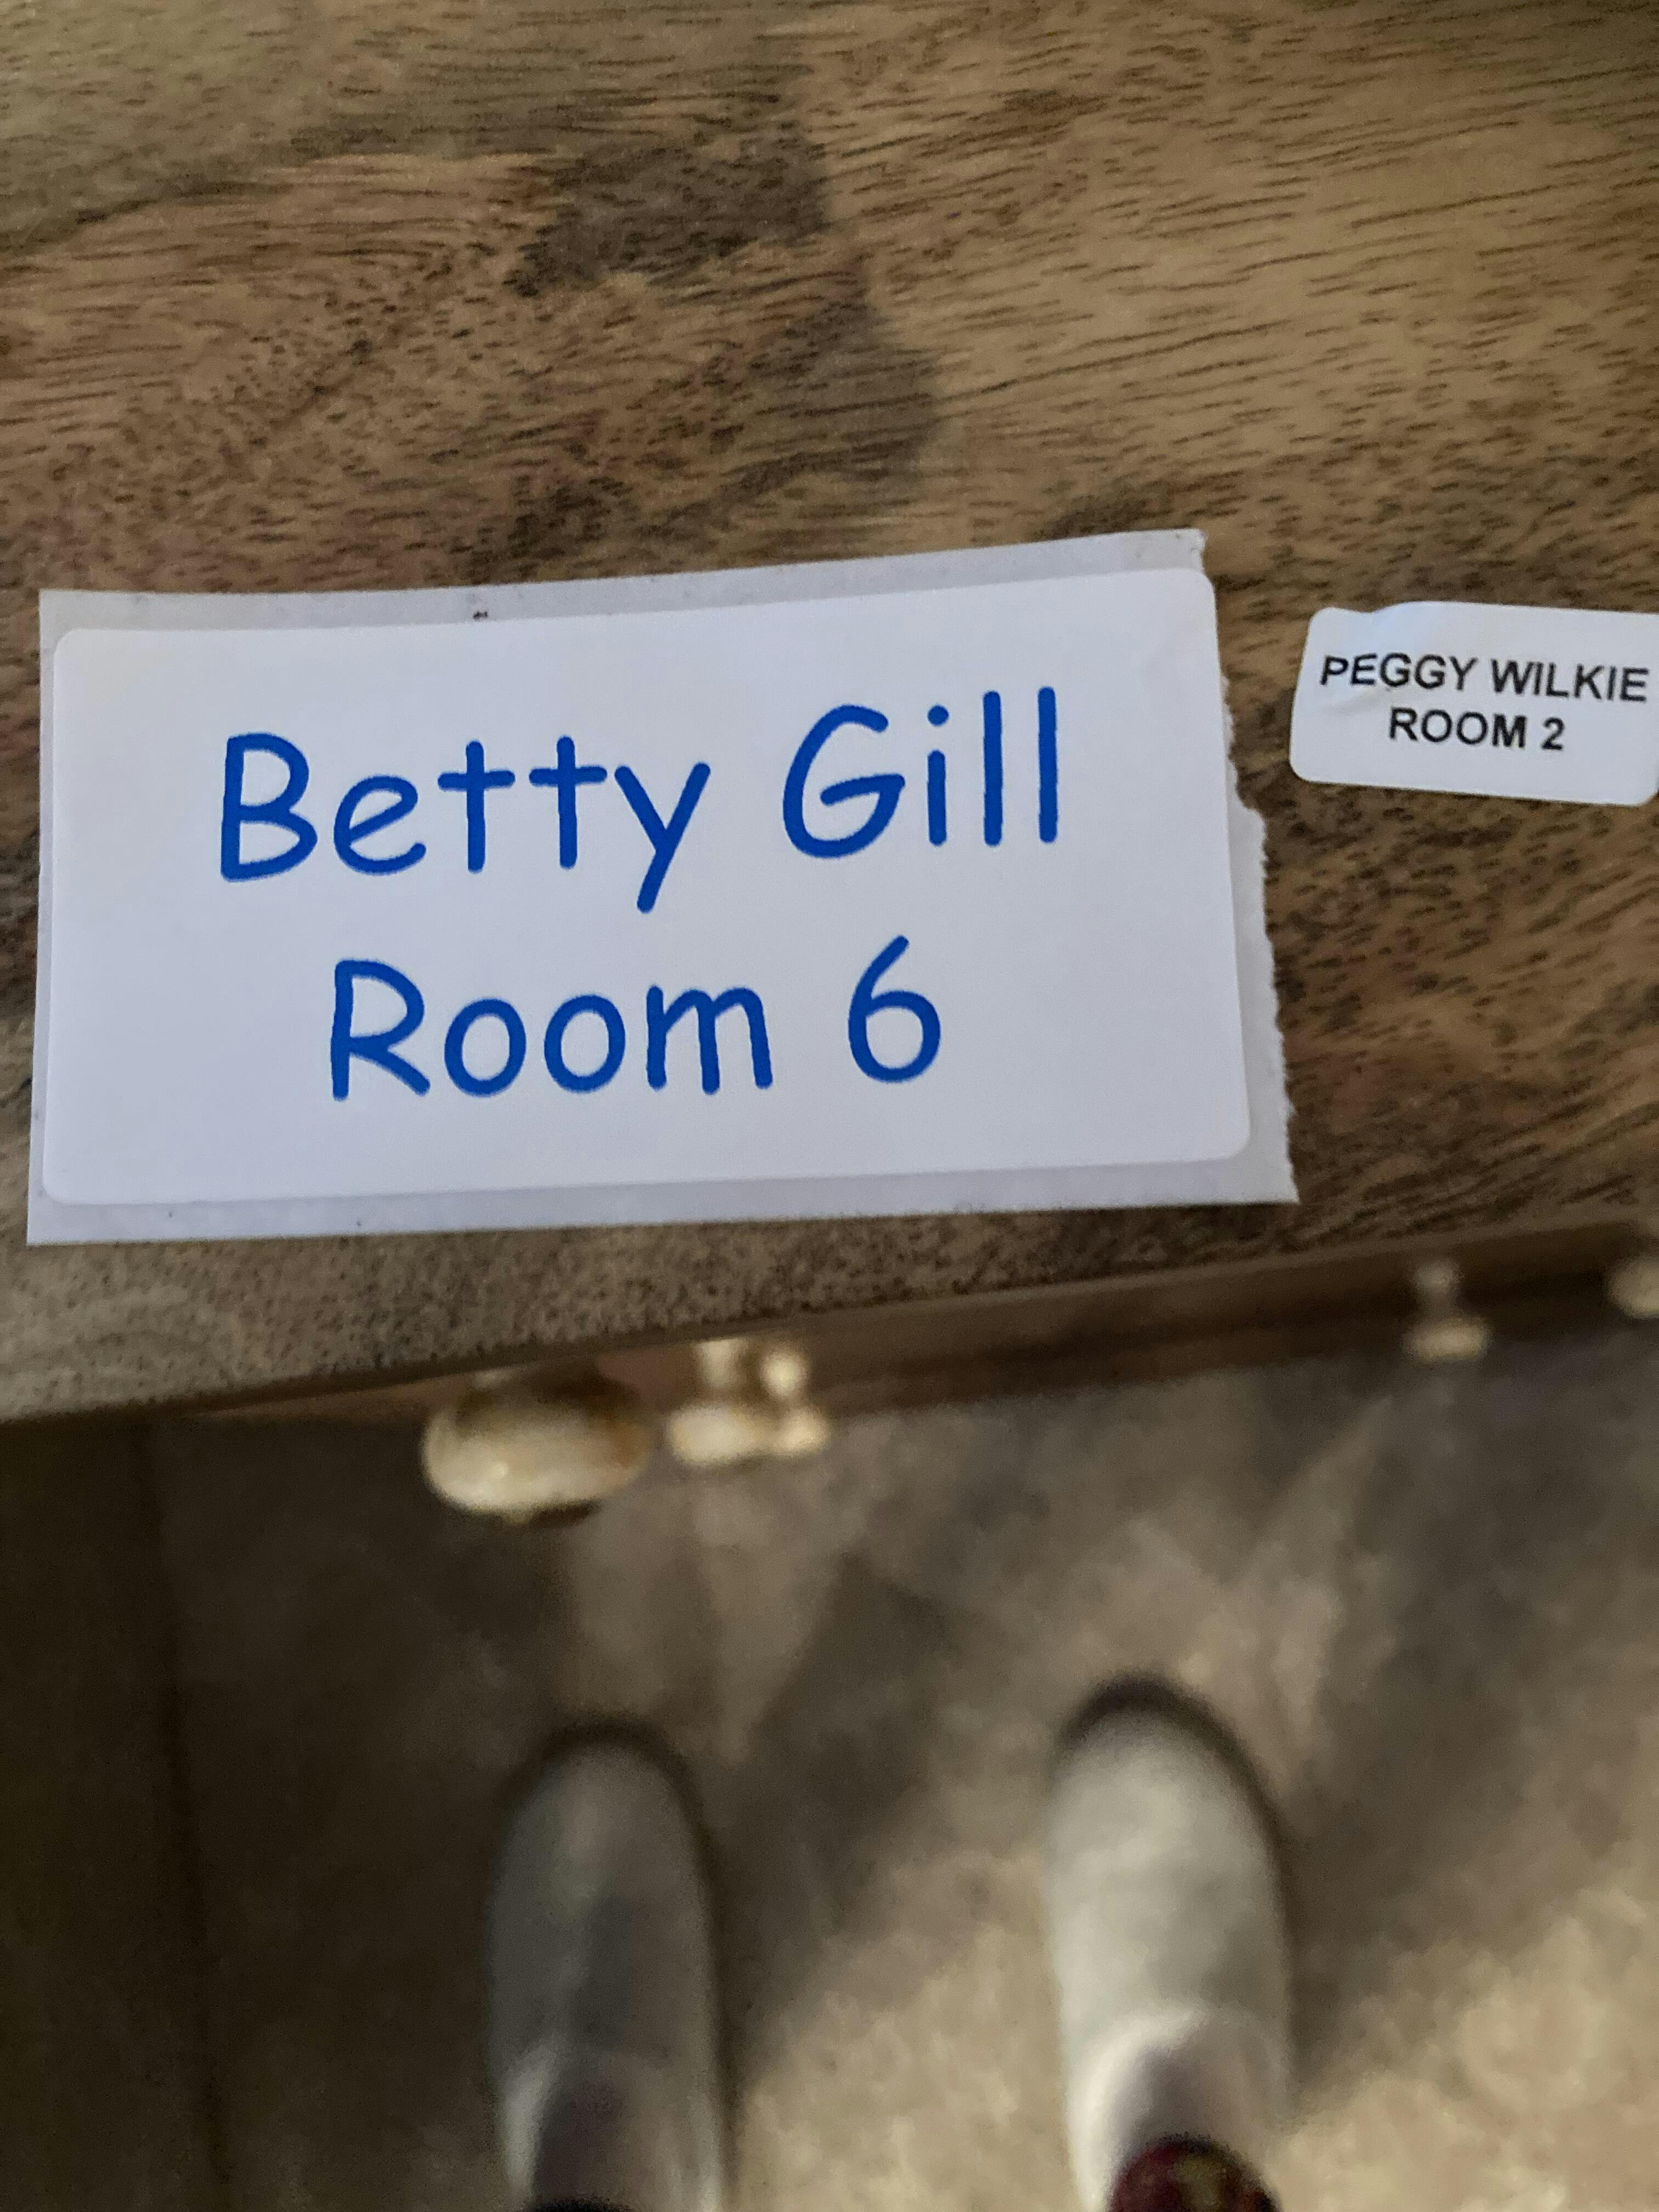 Betty Gill
Room 6
PEGGY WILKIE
ROOM 2